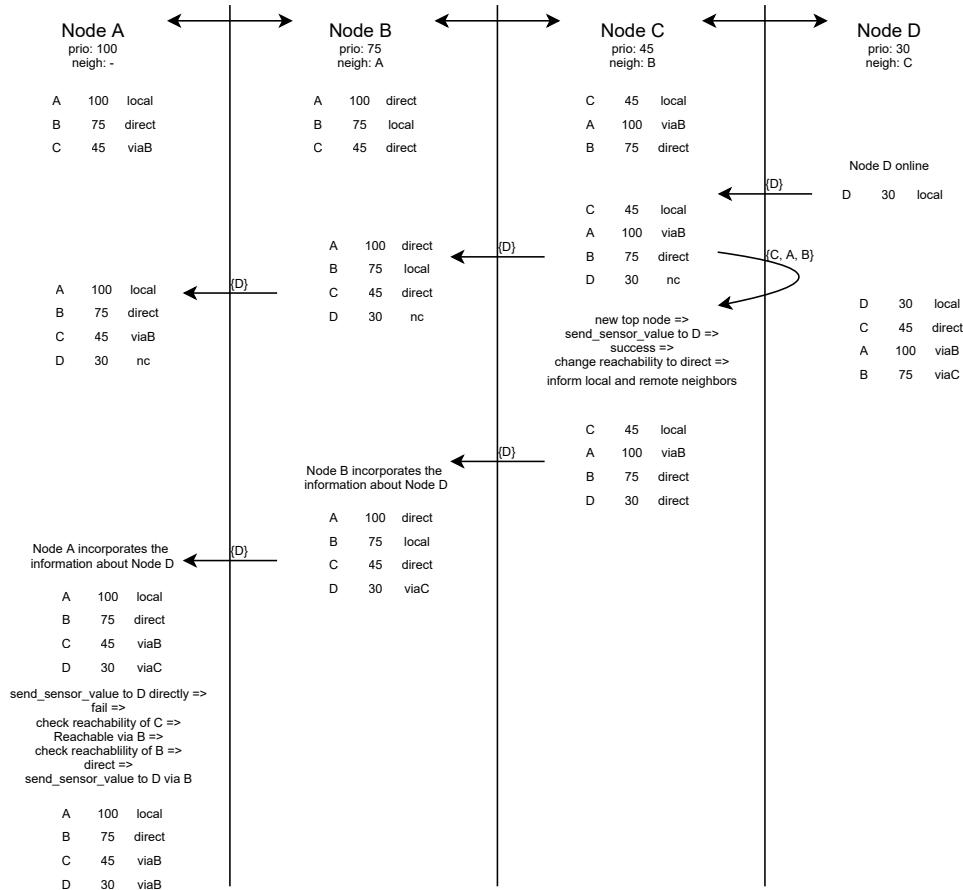 Node A
prio: 100
neigh: -
A 100 local
B 75 direct
C 45 viaB
{D}
A 100 local
B 75 direct
C 45 viaB
D 30 nc
Node A incorporates the
information about Node D
{D}
A 100 local
B 75 direct
C 45 viaB
D 30 viaC
send_sensor_value to D directly =>
fail =>
check reachability of C =>
Reachable via B =>
check reachablility of B =>
direct =>
send_sensor_value to D via B
A 100 local
B 75 direct
C 45 viaB
D 30 viaB
Node B
prio: 75
neigh: A
A 100 direct
B 75 local
C 45 direct
{D}
A 100 direct
B 75 local
C 45 direct
D 30 nc
{D}
Node B incorporates the
information about Node D
A 100 direct
B 75 local
C 45 direct
D 30 viaC
Node C
prio: 45
neigh: B
C 45 local
A 100 viaB
B 75 direct
{D}
C 45 local
A 100 viaB
B 75 direct
D 30 nc
{C, A, B}
new top node =>
send_sensor_value to D =>
success =>
change reachability to direct =>
inform local and remote neighbors
C 45 local
A 100 viaB
B 75 direct
D 30 direct
Node D
prio: 30
neigh: C
Node D online
D 30 local
D 30 local
C 45 direct
A 100 viaB
B 75 viaC